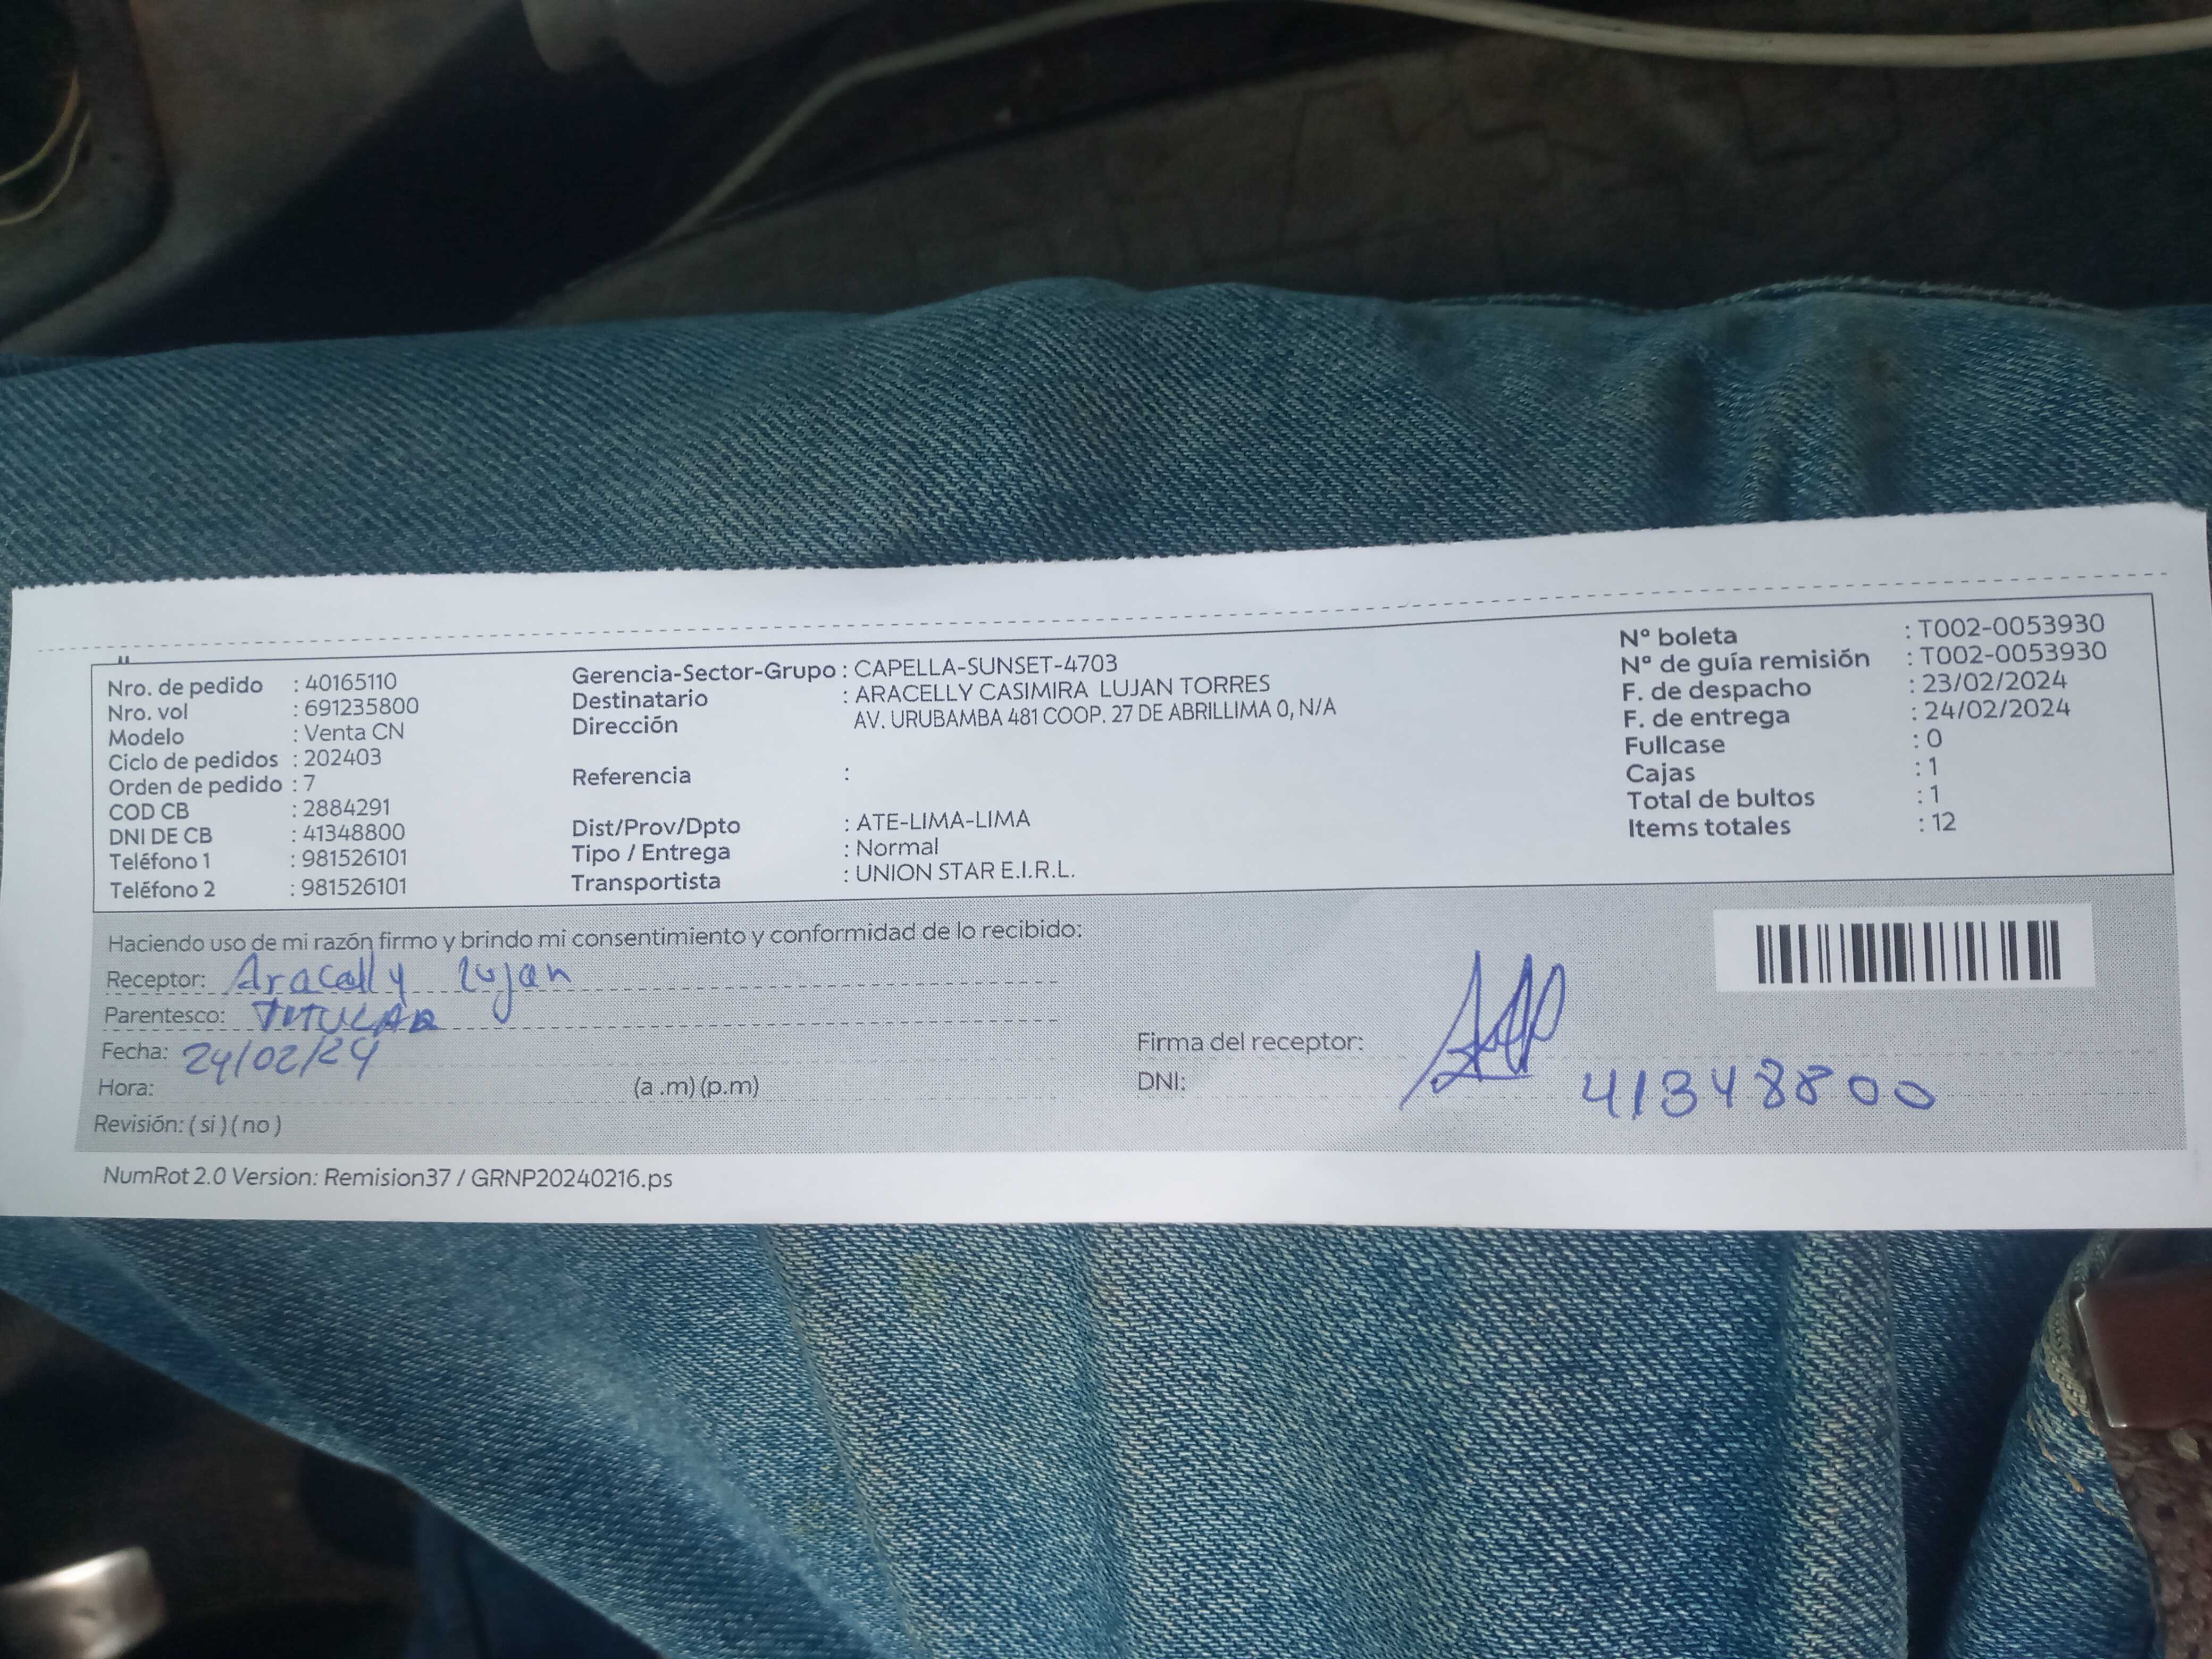 Nro. de pedido : 40165110
Nro. vol : 691235800
Modelo : Venta CN
Ciclo de pedidos : 202403
Orden de pedido : 7
COD CB : 2884291
DNI DE CB : 41348800
Teléfono 1 : 981526101
Teléfono 2 : 981526101
Gerencia-Sector-Grupo : CAPELLA-SUNSET-4703
Destinatario : ARACELLY CASIMIRA LUJAN TORRES
Dirección AV. URUBAMBA 481 COOP. 27 DE ABRILLIMA 0, N/A
Referencia :
Dist/Prov/Dpto : ATE-LIMA-LIMA
Tipo / Entrega : Normal
Transportista : UNION STAR E.I.R.L.
Nº boleta : T002-0053930
Nº de guía remisión : T002-0053930
F. de despacho : 23/02/2024
F. de entrega : 24/02/2024
Fullcase : 0
Cajas : 1
Total de bultos : 1
Items totales : 12
Haciendo uso de mi razón firmo y brindo mi consentimiento y conformidad de lo recibido:
Receptor: Aracelly Lujan
Parentesco: TITULAR
Fecha: 24/02/24
Hora: (a .m) (p.m)
Revisión: ( si ) ( no )
Firma del receptor:
DNI: 41348800
NumRot 2.0 Version: Remision37 / GRNP20240216.ps